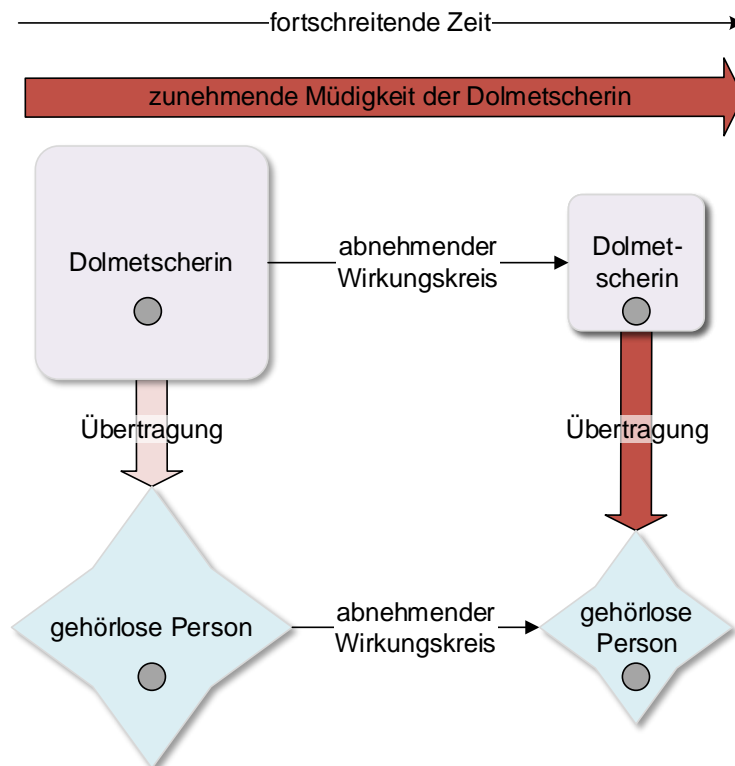 fortschreitende Zeit
zunehmende Müdigkeit der Dolmetscherin
Dolmetscherin
abnehmender
Wirkungskreis
Dolmet-
scherin
Übertragung
Übertragung
gehörlose Person
abnehmender
Wirkungskreis
gehörlose
Person